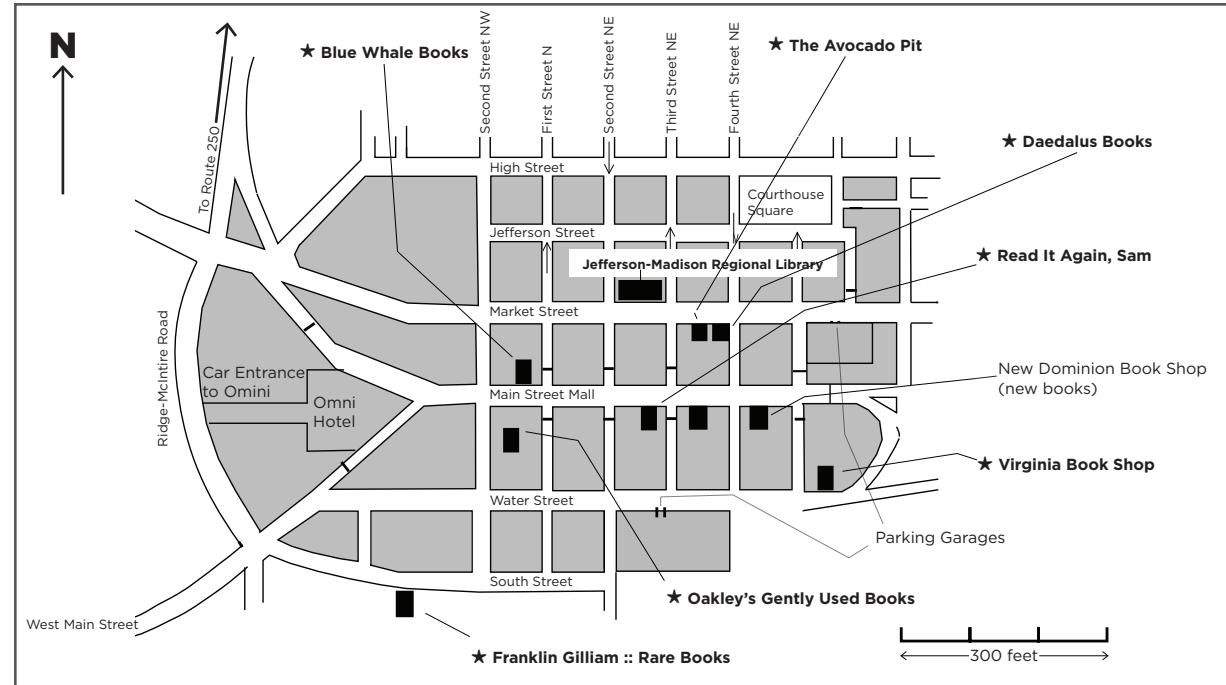 N
To Route 250
★ Blue Whale Books
Second Street NW
First Street N
Second Street NE
Third Street NE
Fourth Street NE
★ The Avocado Pit
★ Daedalus Books
High Street
Courthouse
Square
Jefferson Street
Jefferson-Madison Regional Library
★ Read It Again, Sam
Market Street
Ridge-McIntire Road
Car Entrance
to Omini
Omni
Hotel
Main Street Mall
New Dominion Book Shop
(new books)
★ Virginia Book Shop
Water Street
Parking Garages
South Street
★ Oakley's Gently Used Books
West Main Street
★ Franklin Gilliam :: Rare Books
300 feet